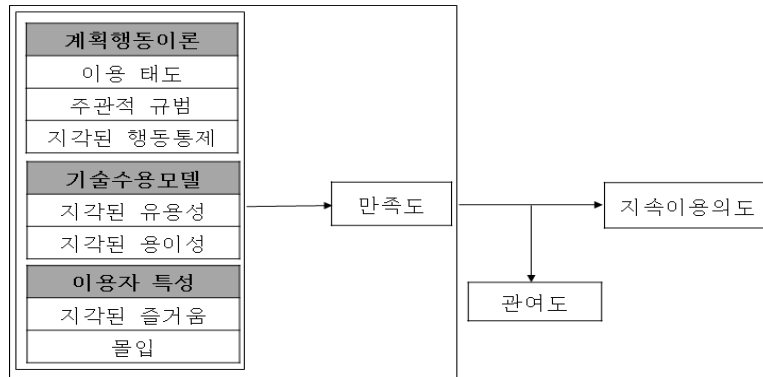 계획행동이론
이용 태도
주관적 규범
지각된 행동통제
기술수용모델
지각된 유용성
지각된 용이성
이용자 특성
지각된 즐거움
몰입
만족도
관여도
지속이용의도